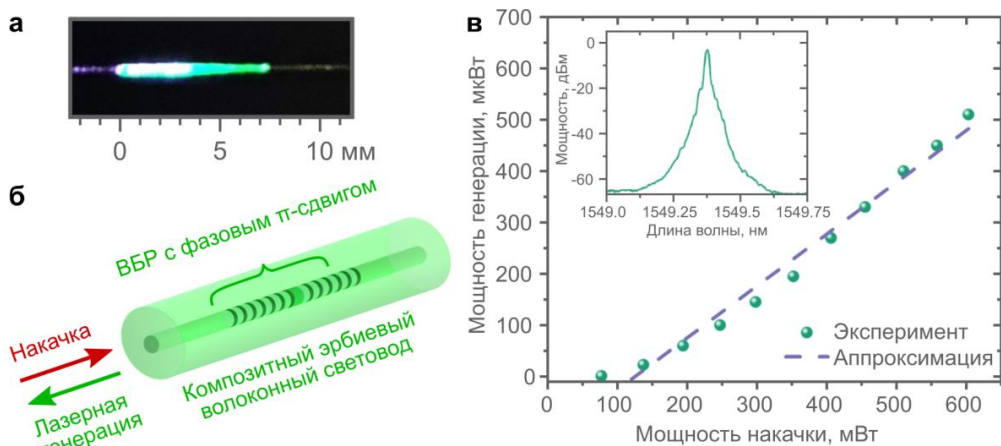 а
0 5 10 мм
б
ВБР с фазовым π-сдвигом
Накачка
Лазерная
генерация
Композитный эрбиевый
волоконный световод
в
Мощность генерации, мкВт
700
600
500
400
300
200
100
0
0 100 200 300 400 500 600
Мощность накачки, мВт
Мощность, дБм
0
-20
-40
-60
1549.0 1549.25 1549.5 1549.75
Длина волны, нм
Эксперимент
Аппроксимация